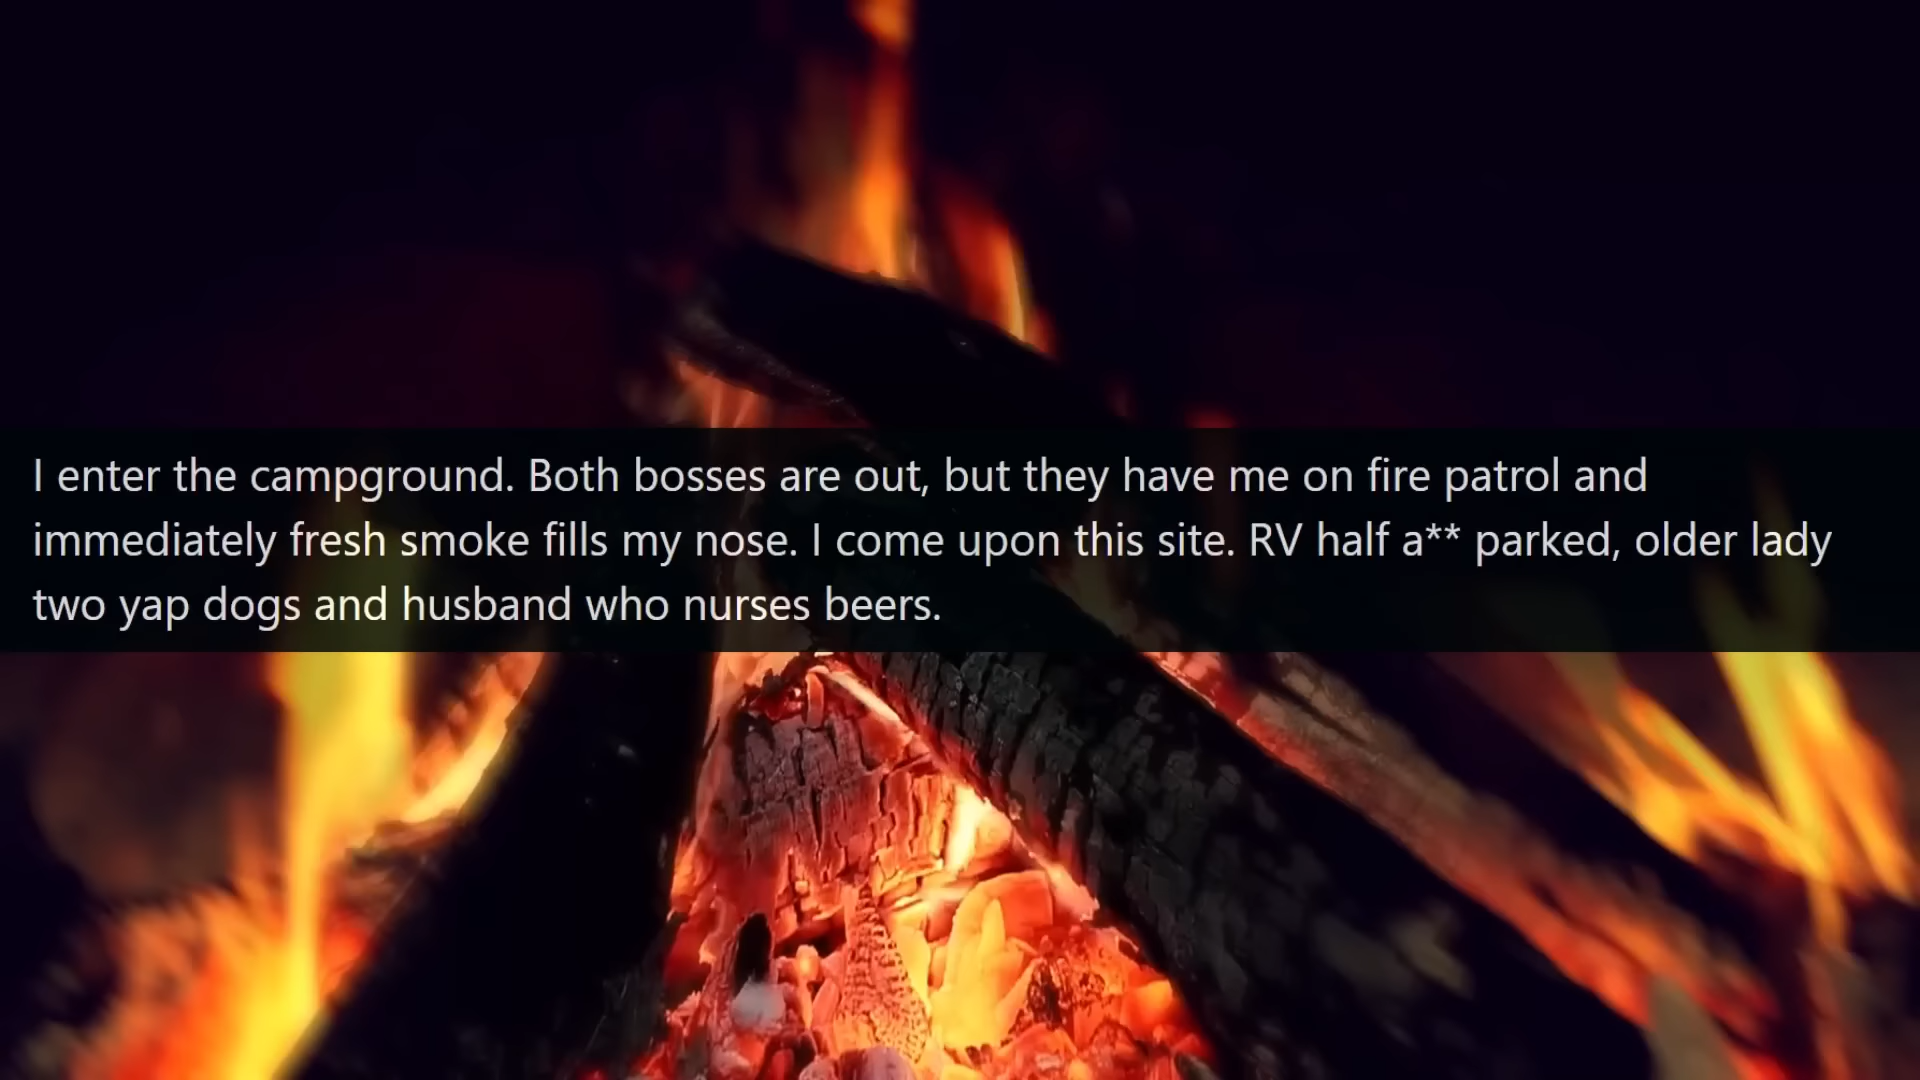 I enter the campground. Both bosses are out, but they have me on fire patrol and
immediately fresh smoke fills my nose. I come upon this site. RV half a** parked, older lady
two yap dogs and husband who nurses beers.